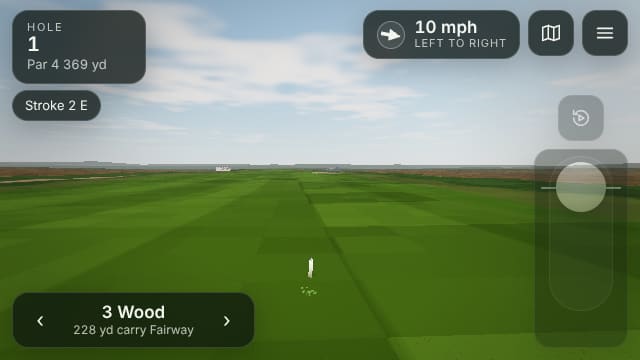 HOLE
1
Par 4 369 yd
10 mph
LEFT TO RIGHT
Stroke 2 E
3 Wood
228 yd carry Fairway